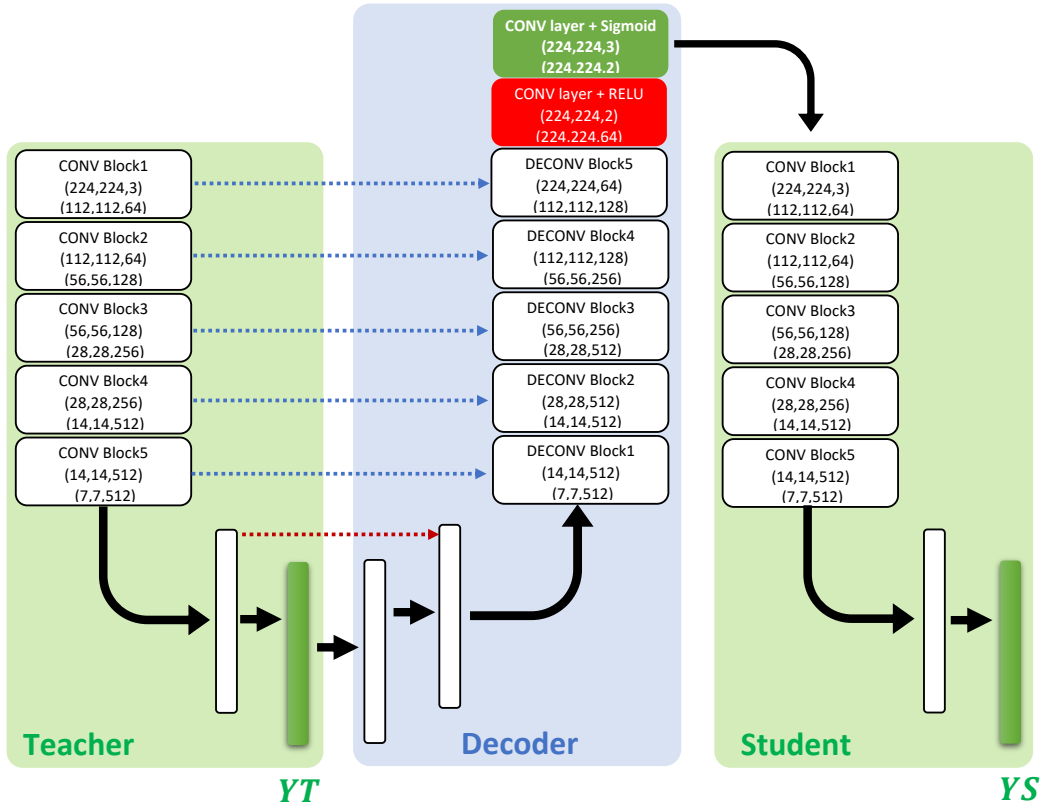 CONV layer + Sigmoid
(224,224,3)
(224.224.2)
CONV layer + RELU
(224,224,2)
(224.224.64)
CONV Block1
(224,224,3)
(112,112,64)
CONV Block2
(112,112,64)
(56,56,128)
CONV Block3
(56,56,128)
(28,28,256)
CONV Block4
(28,28,256)
(14,14,512)
CONV Block5
(14,14,512)
(7,7,512)
Teacher
YT
DECONV Block5
(224,224,64)
(112,112,128)
DECONV Block4
(112,112,128)
(56,56,256)
DECONV Block3
(56,56,256)
(28,28,512)
DECONV Block2
(28,28,512)
(14,14,512)
DECONV Block1
(14,14,512)
(7,7,512)
Decoder
CONV Block1
(224,224,3)
(112,112,64)
CONV Block2
(112,112,64)
(56,56,128)
CONV Block3
(56,56,128)
(28,28,256)
CONV Block4
(28,28,256)
(14,14,512)
CONV Block5
(14,14,512)
(7,7,512)
Student
YS